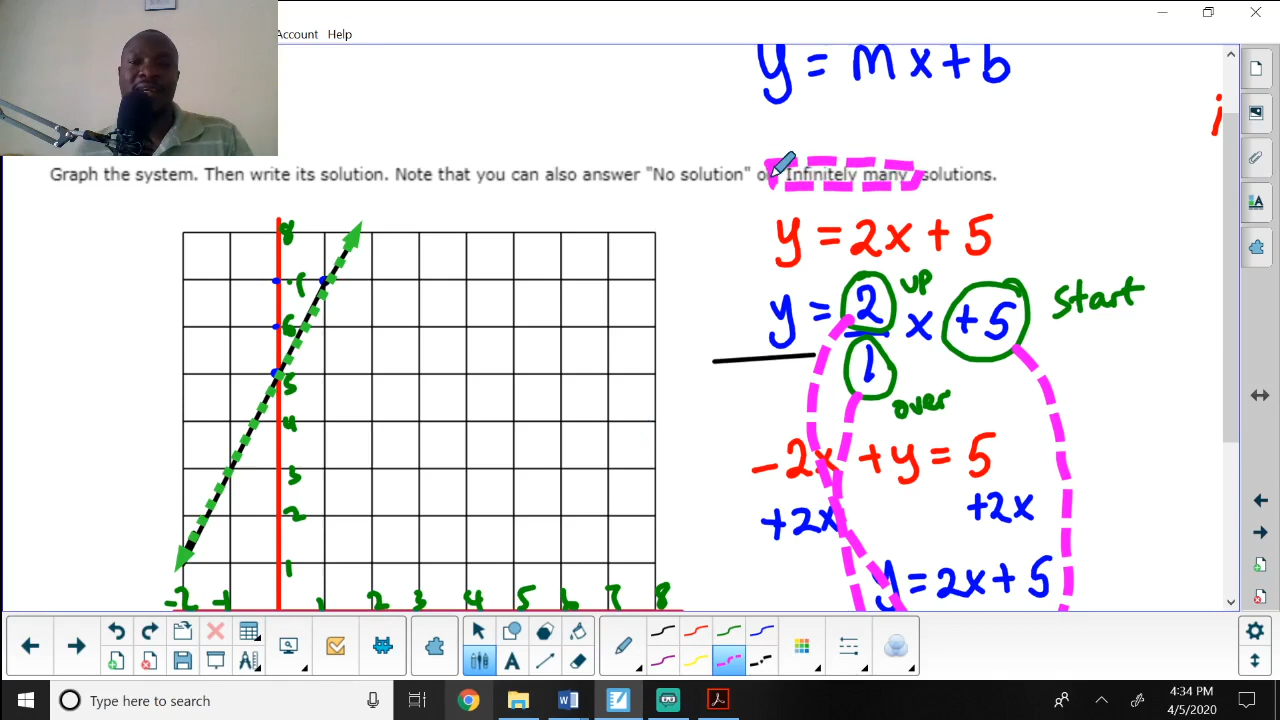 Account Help
y = mx + b
Graph the system. Then write its solution. Note that you can also answer "No solution" or Infinitely many solutions.
y = 2x + 5
up
y = 2/1 x + 5
start
over
-2x + y = 5
+2x +2x
y = 2x + 5
8
6
5
4
3
2
1
-2 -1 1 2 3 4 5 6 7 8
Type here to search
4:34 PM
4/5/2020